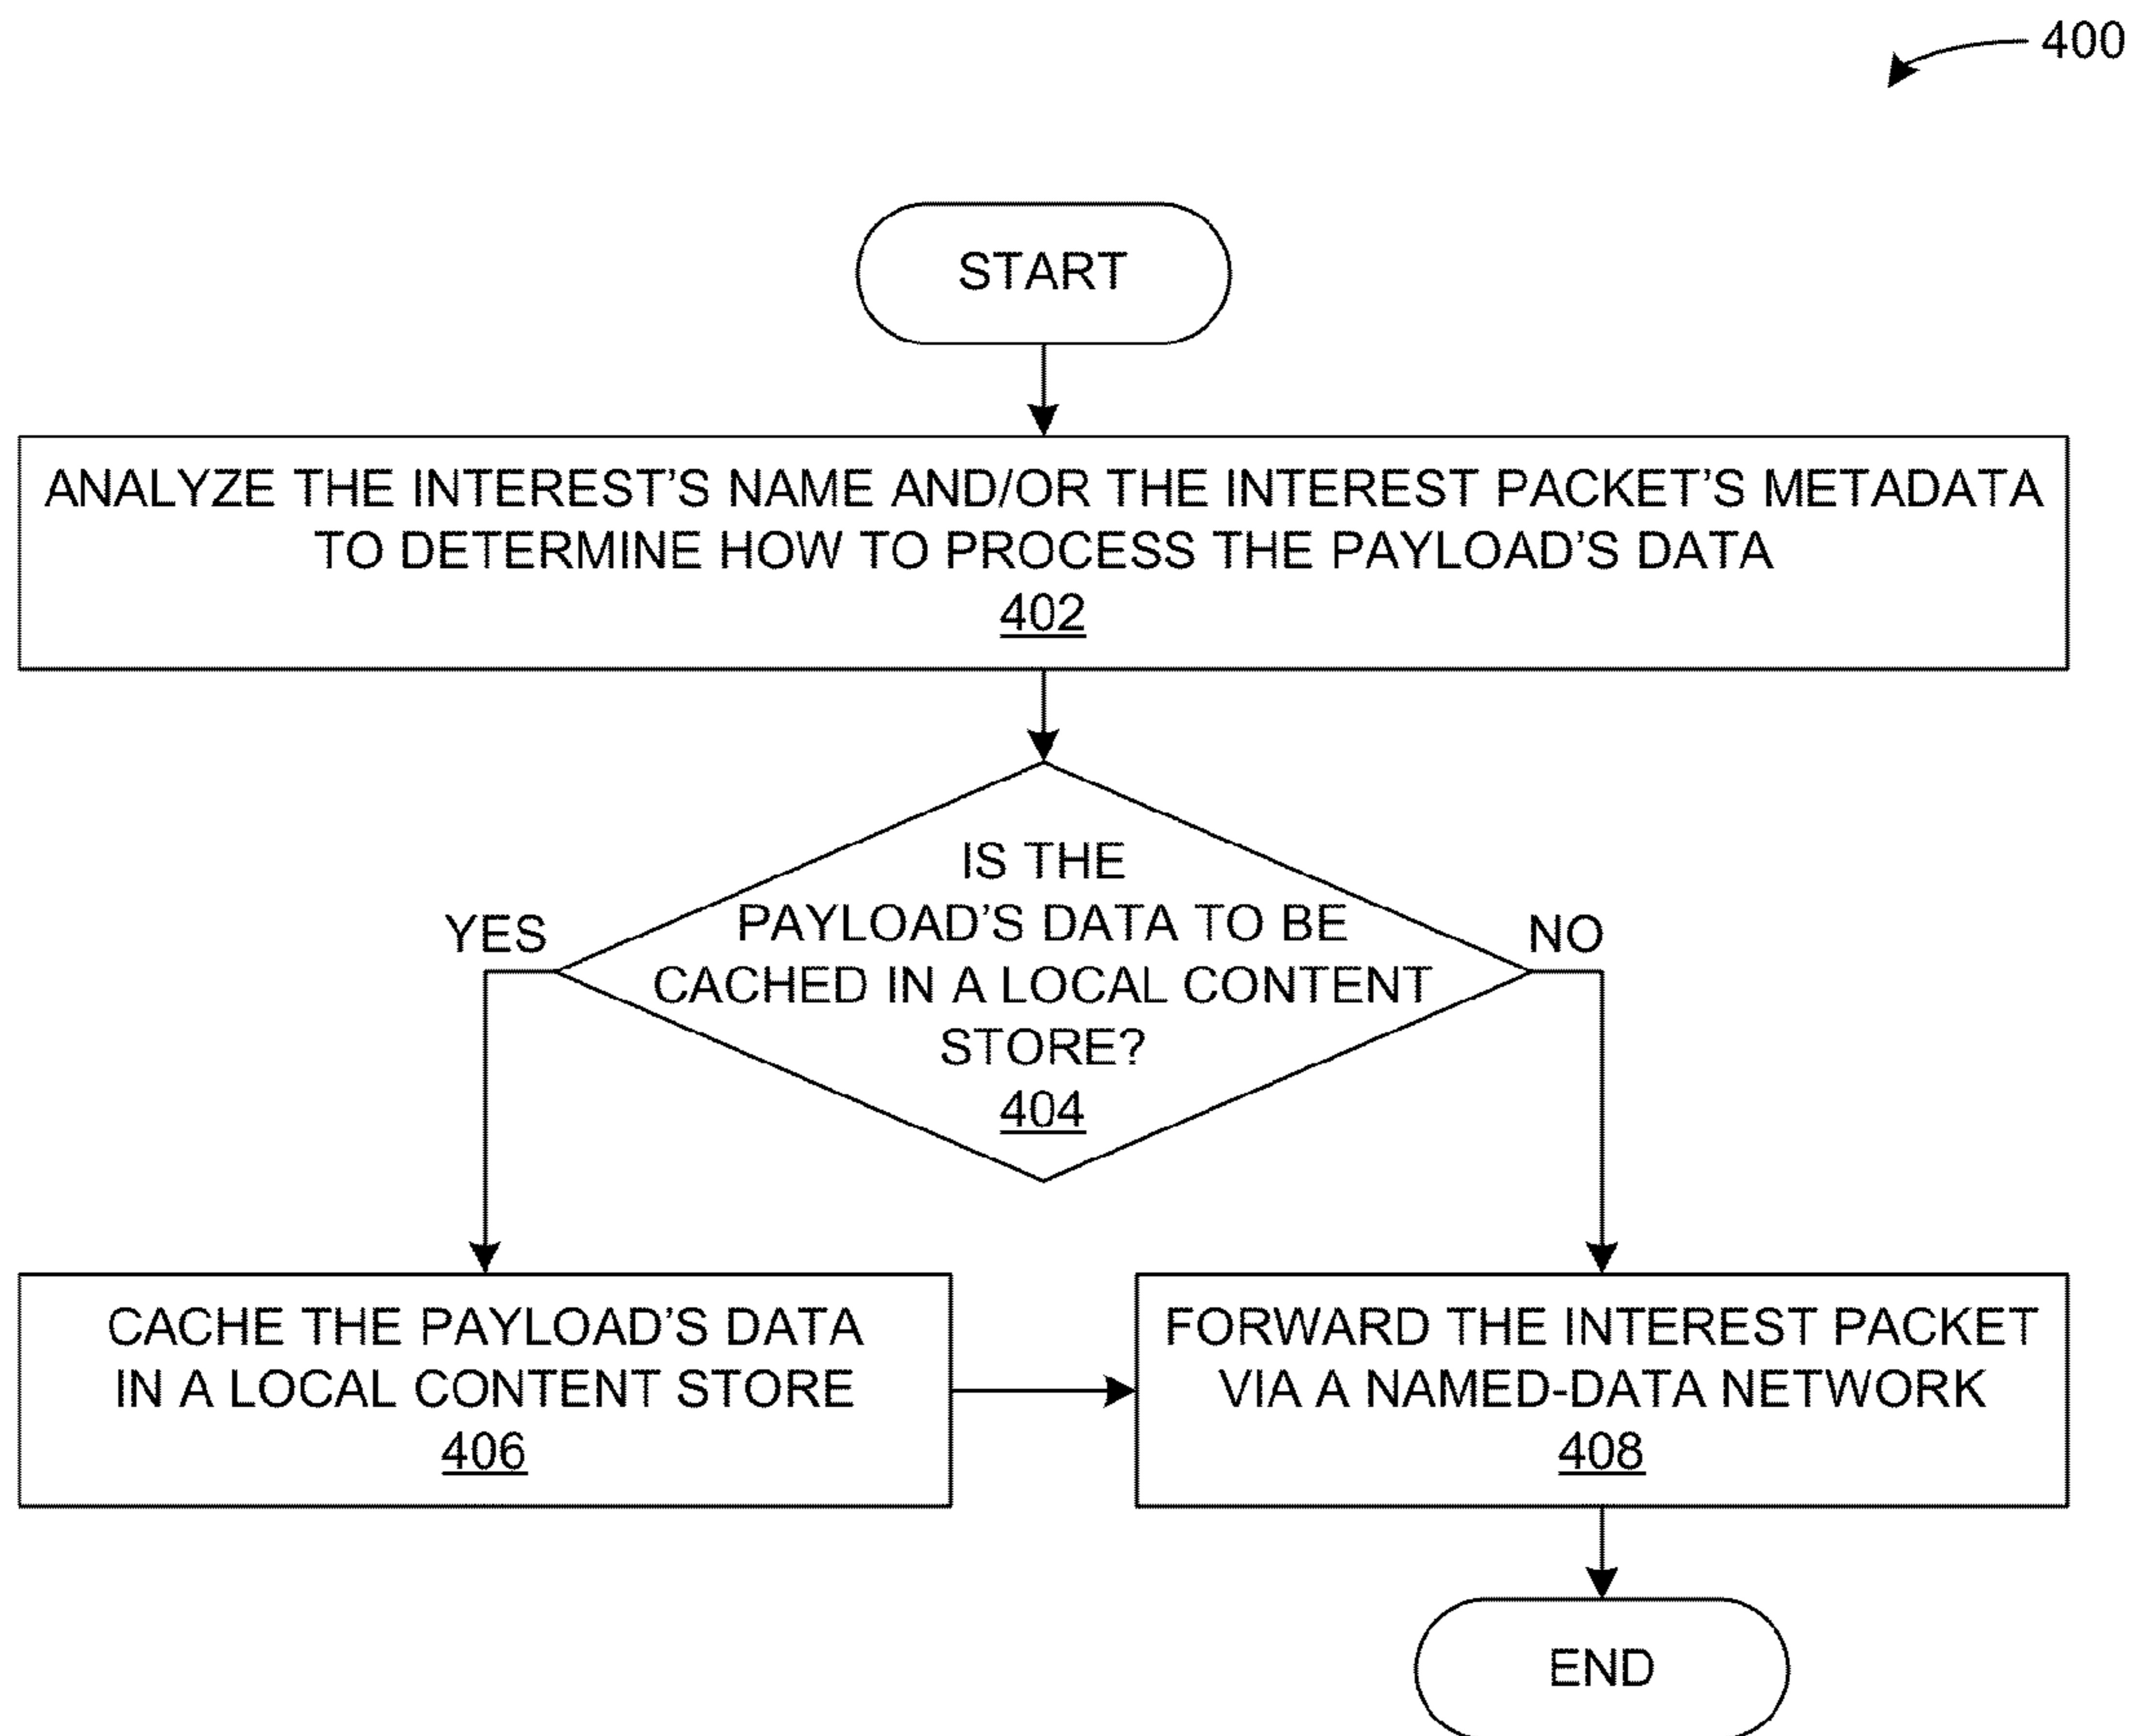 400
START
ANALYZE THE INTEREST'S NAME AND/OR THE INTEREST PACKET'S METADATA
TO DETERMINE HOW TO PROCESS THE PAYLOAD'S DATA
402
IS THE
PAYLOAD'S DATA TO BE
CACHED IN A LOCAL CONTENT
STORE?
404
YES
NO
CACHE THE PAYLOAD'S DATA
IN A LOCAL CONTENT STORE
406
FORWARD THE INTEREST PACKET
VIA A NAMED-DATA NETWORK
408
END